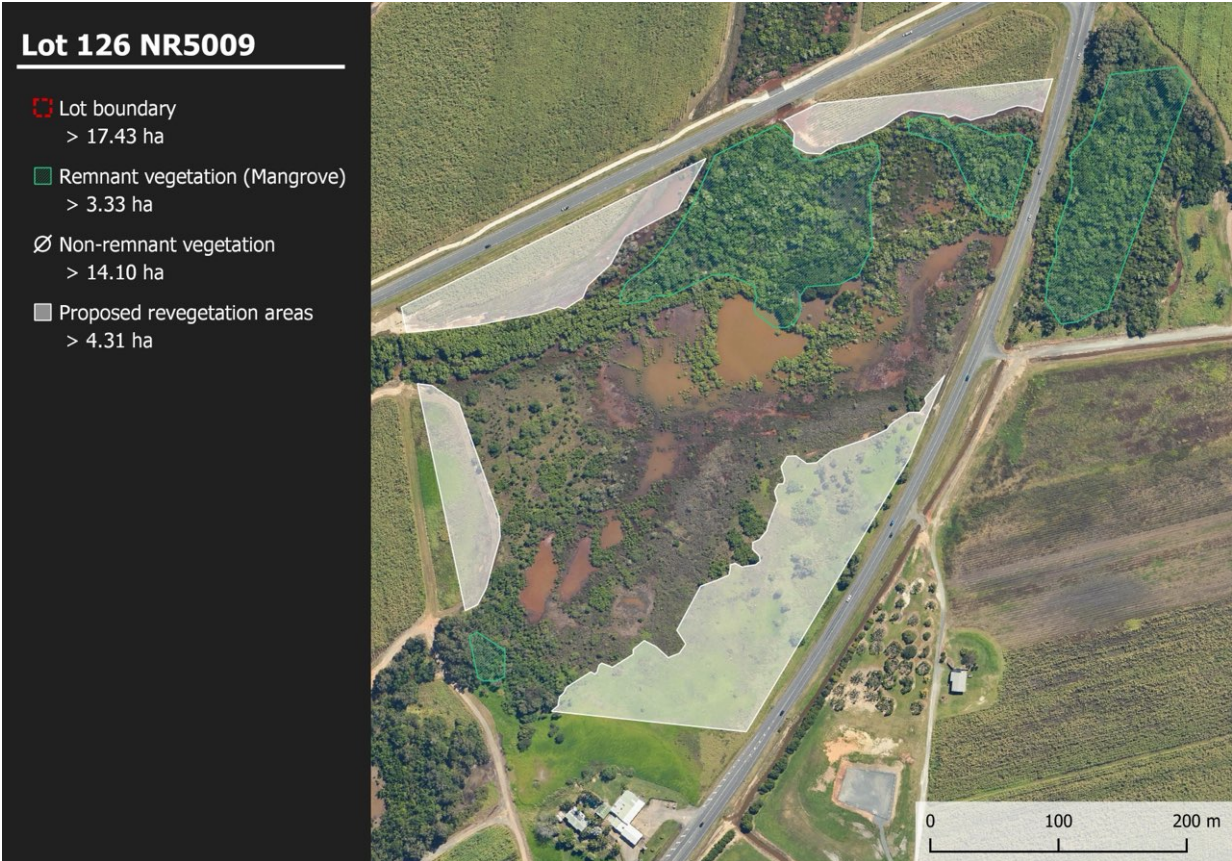 Lot 126 NR5009
Lot boundary
> 17.43 ha
Remnant vegetation (Mangrove)
> 3.33 ha
Non-remnant vegetation
> 14.10 ha
Proposed revegetation areas
> 4.31 ha
0 100 200 m